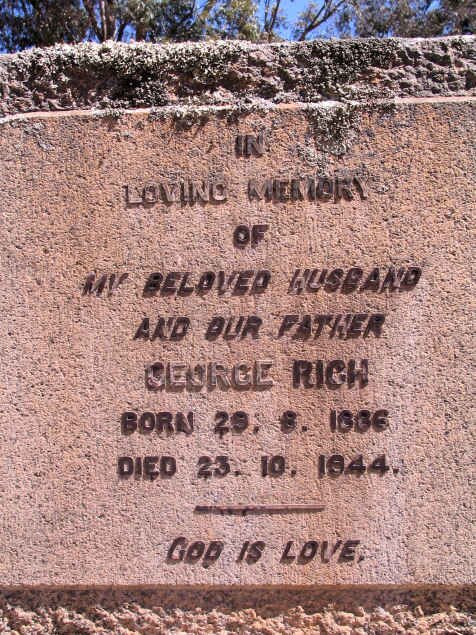 IN
LOVING MEMORY
OF
MY BELOVED HUSBAND
AND OUR FATHER
GEORGE RICH
BORN 29. 8. 1886
DIED 23. 10. 1944.
GOD IS LOVE.